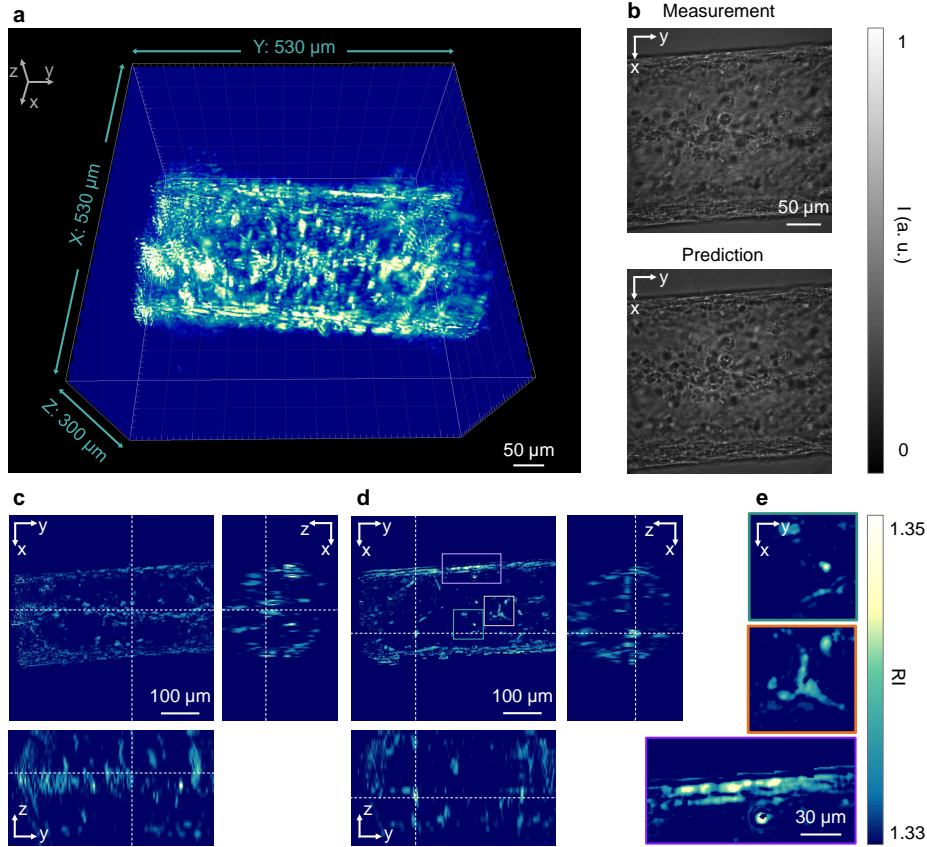 a
Y: 530 µm
z
y
x
X: 530 µm
Z: 300 µm
50 µm
b
Measurement
y
x
50 µm
Prediction
y
x
1
I (a. u.)
0
c
y
x
100 µm
z
x
z
y
d
y
x
100 µm
z
x
z
y
e
y
x
30 µm
1.35
RI
1.33